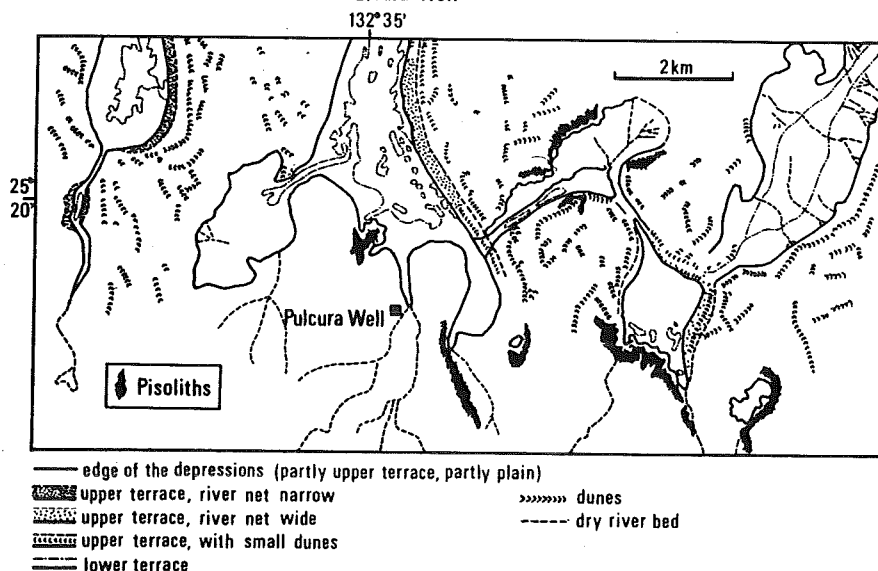 132° 35'
2km
25°
20'
Pulcura Well
Pisoliths
edge of the depressions (partly upper terrace, partly plain)
upper terrace, river net narrow
upper terrace, river net wide
upper terrace, with small dunes
lower terrace
dunes
dry river bed